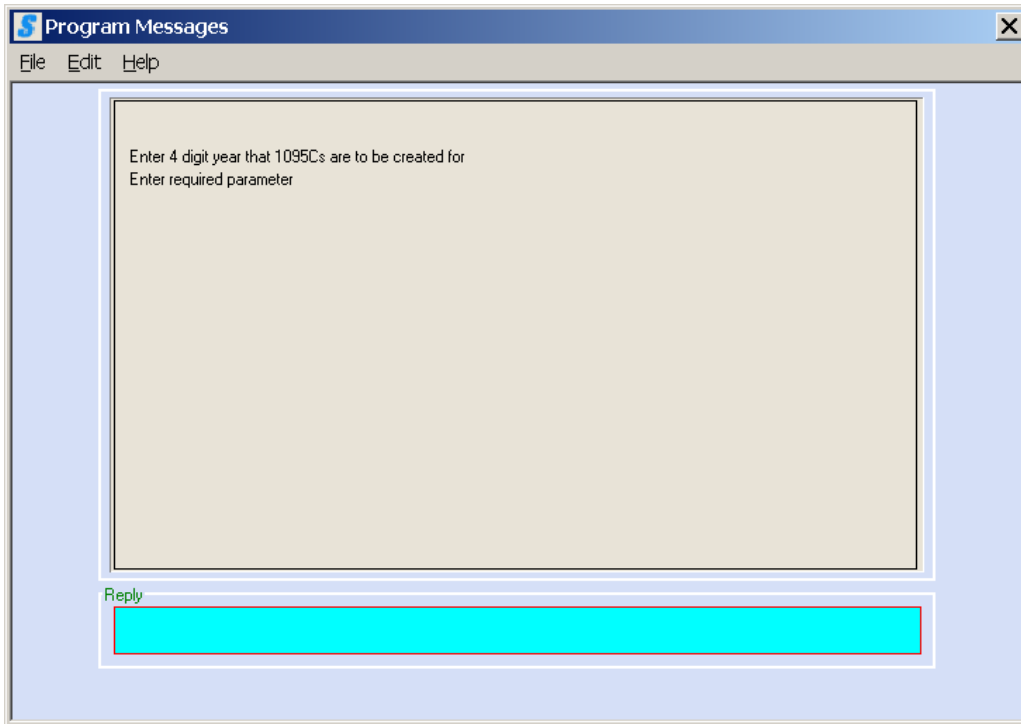 S Program Messages
File Edit Help
Enter 4 digit year that 1095Cs are to be created for
Enter required parameter
Reply